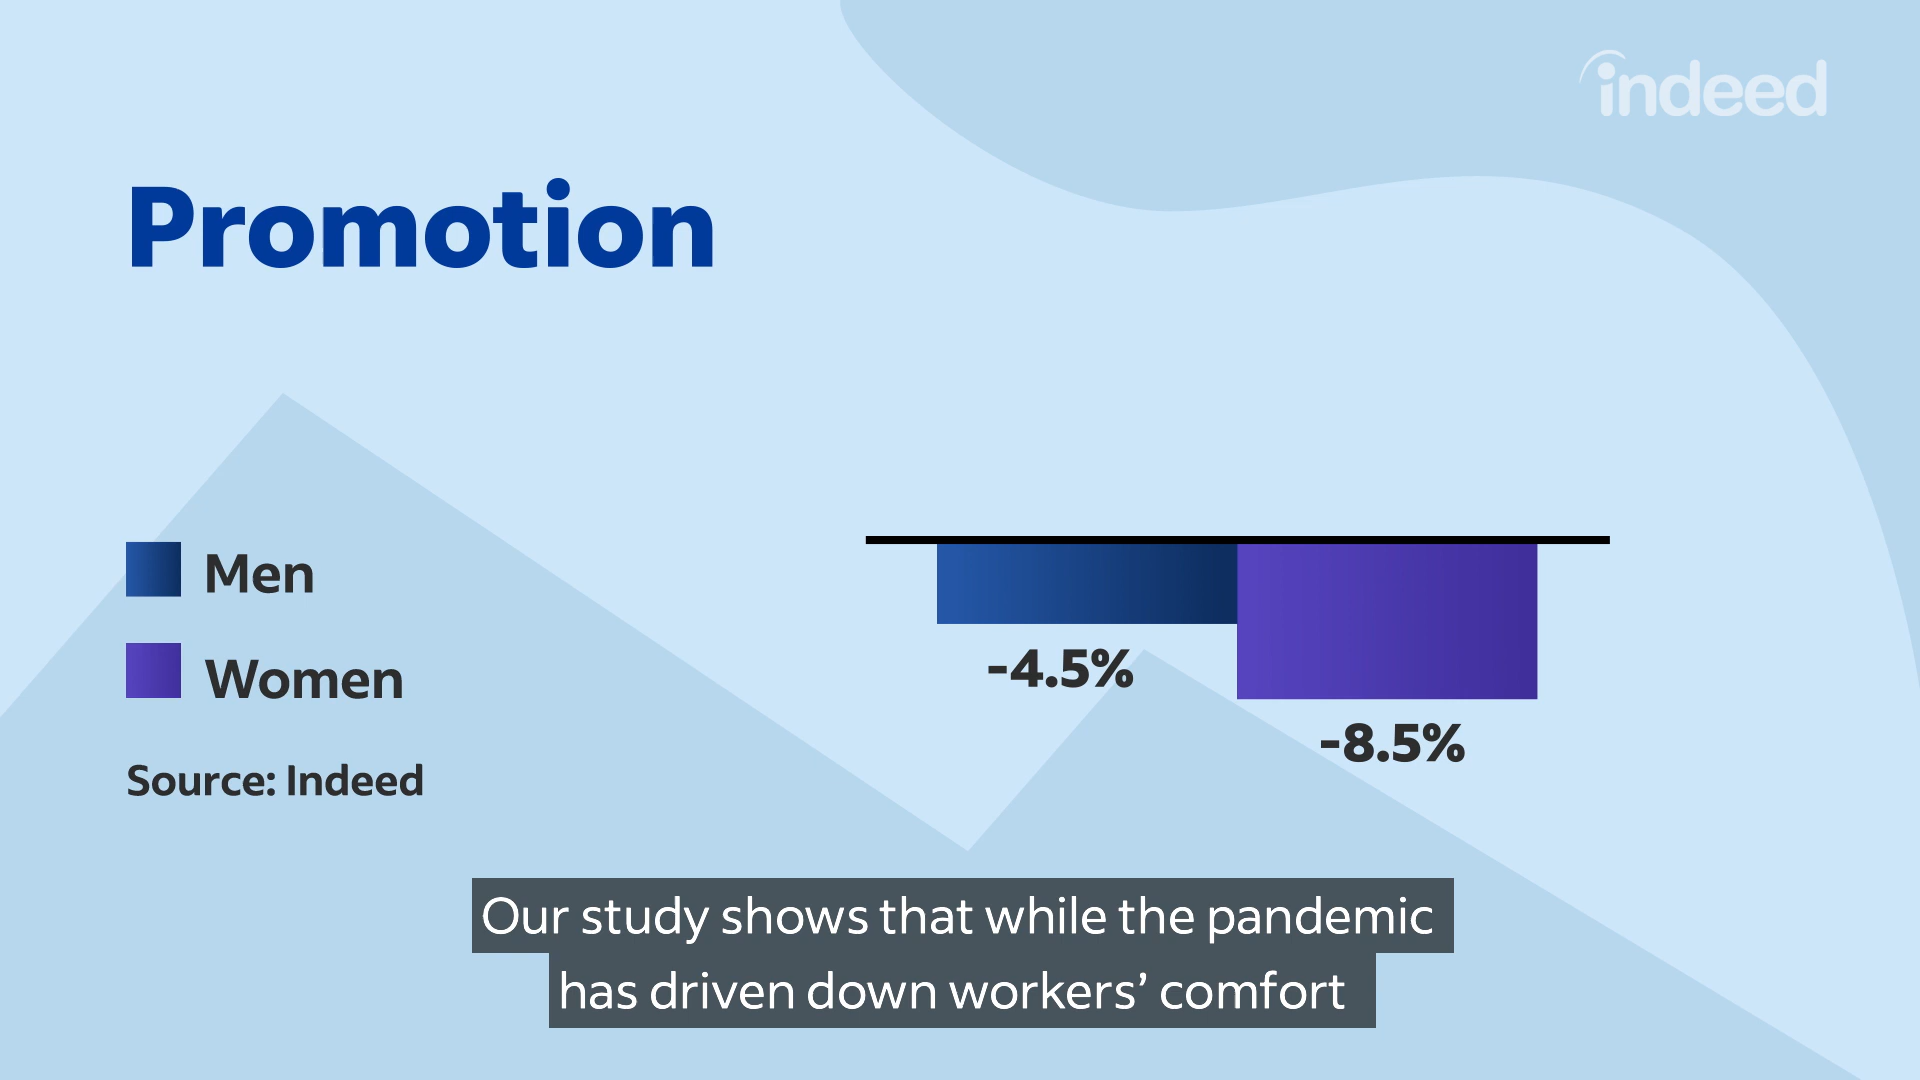 indeed
Promotion
Men
Women
Source: Indeed
-4.5%
-8.5%
Our study shows that while the pandemic
has driven down workers’ comfort